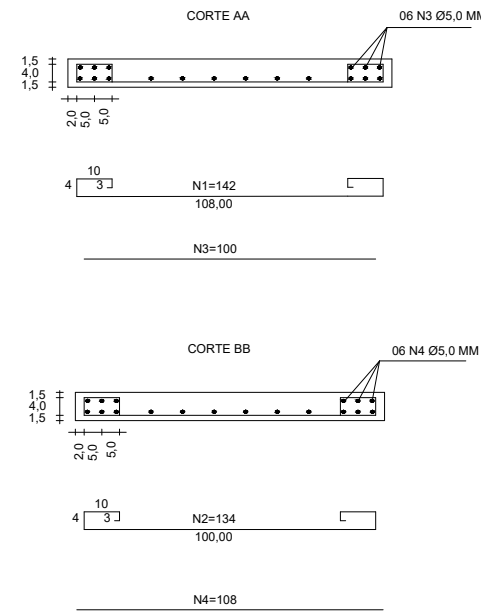 CORTE AA
06 N3 Ø5,0 MM
1,5
4,0
1,5
2,0
5,0
5,0
10
4
3
N1=142
108,00
N3=100
CORTE BB
06 N4 Ø5,0 MM
1,5
4,0
1,5
2,0
5,0
5,0
10
4
3
N2=134
100,00
N4=108